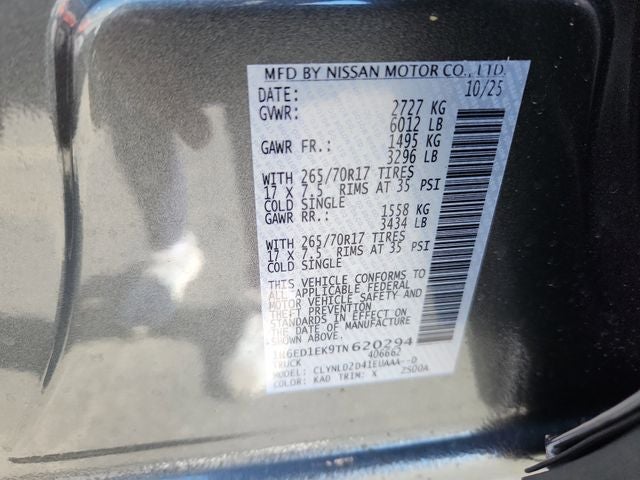 MFD BY NISSAN MOTOR CO., LTD.
DATE: 10/25
GVWR: 2727 KG
6012 LB
GAWR FR.: 1495 KG
3296 LB
WITH 265/70R17 TIRES
17 X 7.5 RIMS AT 35 PSI
COLD SINGLE
GAWR RR.: 1558 KG
3434 LB
WITH 265/70R17 TIRES
17 X 7.5 RIMS AT 35 PSI
COLD SINGLE
THIS VEHICLE CONFORMS TO
ALL APPLICABLE FEDERAL
MOTOR VEHICLE SAFETY AND
THEFT PREVENTION
STANDARDS IN EFFECT ON
THE DATE OF MANUFACTURE
SHOWN ABOVE.
1N6ED1EK9TN620294
TRUCK 406662
MODEL: CLYNLD2D41EUAAA--D
COLOR: KAD TRIM: X 2S00A